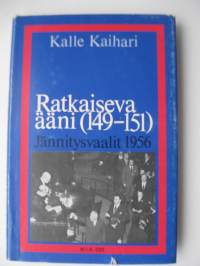 Kalle Kaihari
Ratkaiseva
ääni (149-151)
Jännitysvaalit 1956